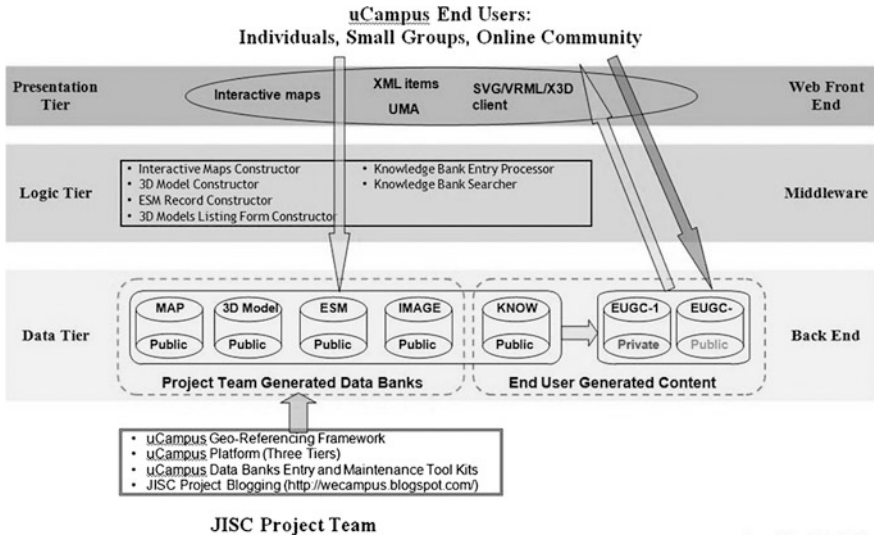 uCampus End Users:
Individuals, Small Groups, Online Community
Presentation
Tier
Interactive maps
XML items
UMA
SVG/VRML/X3D
client
Web Front
End
Logic Tier
• Interactive Maps Constructor
• 3D Model Constructor
• ESM Record Constructor
• 3D Models Listing Form Constructor
• Knowledge Bank Entry Processor
• Knowledge Bank Searcher
Middleware
Data Tier
MAP
Public
3D Model
Public
ESM
Public
IMAGE
Public
KNOW
Public
EUGC-1
Private
EUGC-
Public
Back End
Project Team Generated Data Banks
End User Generated Content
• uCampus Geo-Referencing Framework
• uCampus Platform (Three Tiers)
• uCampus Data Banks Entry and Maintenance Tool Kits
• JISC Project Blogging (http://wecampus.blogspot.com/)
JISC Project Team